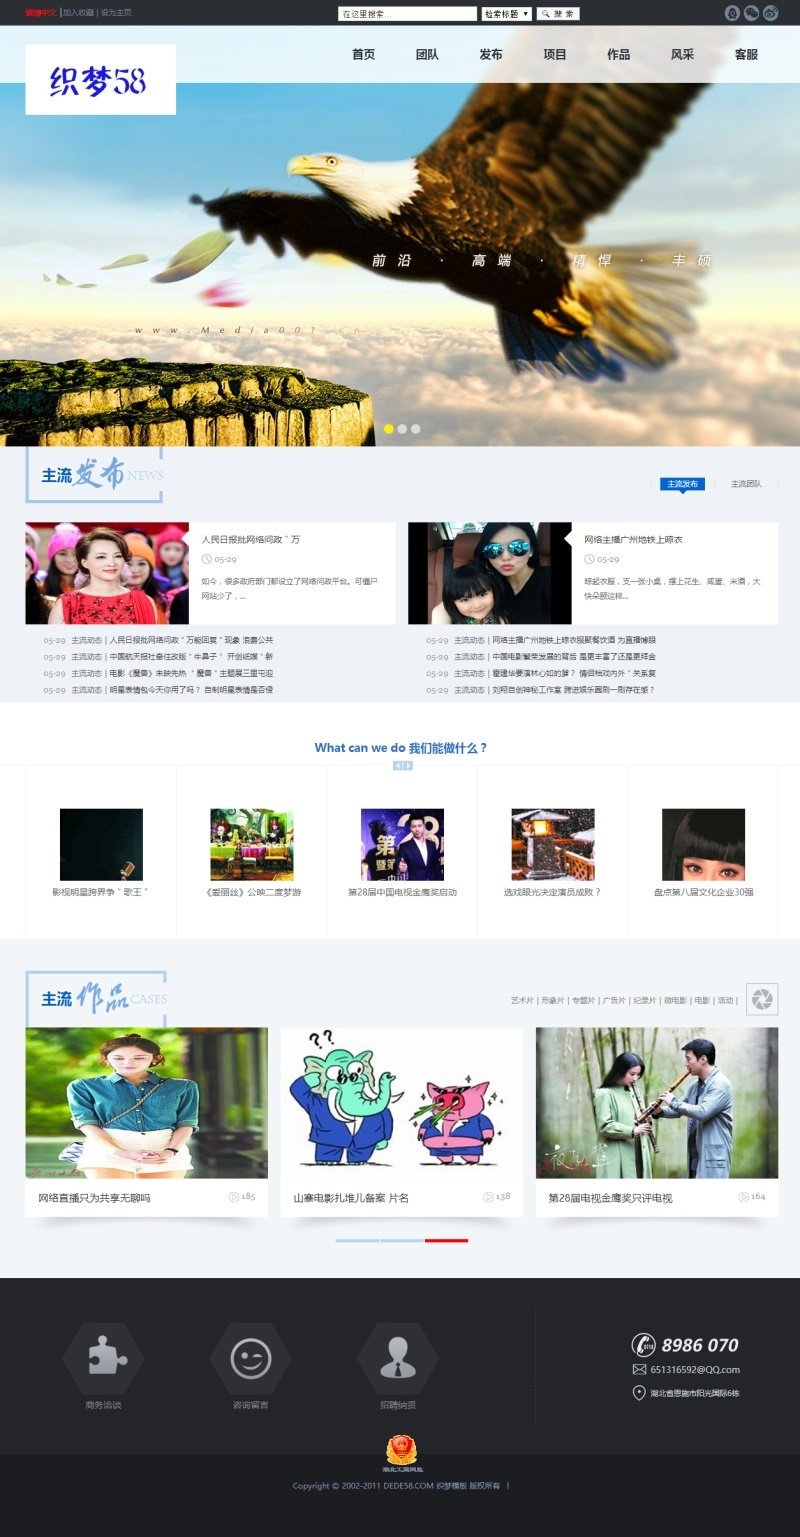 繁體中文 | 加入收藏 | 设为主页
在这里搜索...
检索标题
搜 索
织梦58
首页
团队
发布
项目
作品
风采
客服
前沿 · 高端 · 精悍 · 丰硕
www.Media001.cn
主流发布NEWS
主流发布
主流团队
人民日报批网络问政＂万
05-29
如今，很多政府部门都设立了网络问政平台。可僵尸
网站少了，...
网络主播广州地铁上晾衣
05-29
晾起衣服，支一张小桌，摆上花生、咸蛋、米酒，大
快朵颐这样...
05-29 主流动态 | 人民日报批网络问政＂万能回复＂现象 浪费公共
05-29 主流动态 | 中国航天报社牵住改版＂牛鼻子＂ 开创纸媒＂新
05-29 主流动态 | 电影《魔兽》未映先热 ＂魔兽＂主题展三里屯迎
05-29 主流动态 | 明星表情包今天你用了吗？ 自制明星表情是否侵
05-29 主流动态 | 网络主播广州地铁上晾衣服聚餐饮酒 为直播博眼
05-29 主流动态 | 中国电影繁荣发展的背后 是更丰富了还是更拜金
05-29 主流动态 | 霍建华要演林心如的爹？ 情侣档戏内外＂关系复
05-29 主流动态 | 刘翔自创神秘工作室 跨进娱乐圈刷一刷存在感？
What can we do 我们能做什么？
影视明星跨界争＂歌王＂
《爱丽丝》公映二度梦游
第28届中国电视金鹰奖启动
选戏眼光决定演员成败？
盘点第八届文化企业30强
主流作品CASES
艺术片 | 形象片 | 专题片 | 广告片 | 纪录片 | 微电影 | 电影 | 活动 |
网络直播只为共享无聊吗
185
山寨电影扎堆儿备案 片名
138
第28届电视金鹰奖只评电视
164
商务洽谈
咨询留言
招聘纳贤
8986 070
651316592@QQ.com
湖北省恩施市阳光国际6栋
Copyright © 2002-2011 DEDE58.COM 织梦模板 版权所有 |